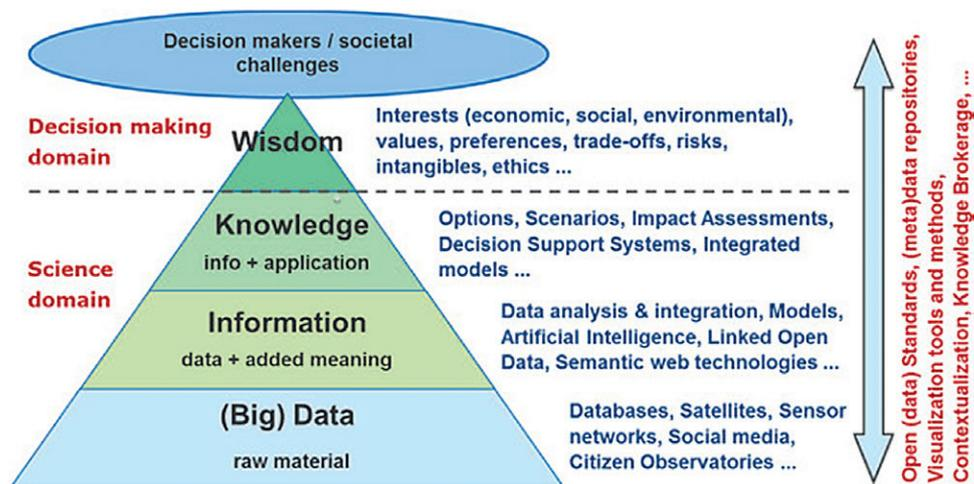 Decision makers / societal
challenges
Decision making
domain
Wisdom
Interests (economic, social, environmental),
values, preferences, trade-offs, risks,
intangibles, ethics ...
Knowledge
info + application
Options, Scenarios, Impact Assessments,
Decision Support Systems, Integrated
models ...
Science
domain
Information
data + added meaning
Data analysis & integration, Models,
Artificial Intelligence, Linked Open
Data, Semantic web technologies ...
(Big) Data
raw material
Databases, Satellites, Sensor
networks, Social media,
Citizen Observatories ...
Open (data) Standards, (meta)data repositories,
Visualization tools and methods,
Contextualization, Knowledge Brokerage, ...